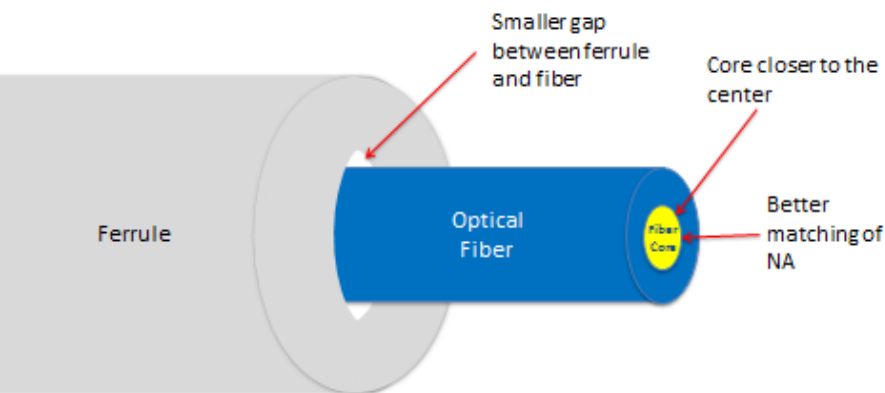 Smaller gap
between ferrule
and fiber
Core closer to the
center
Ferrule
Optical
Fiber
Fiber
Core
Better
matching of
NA